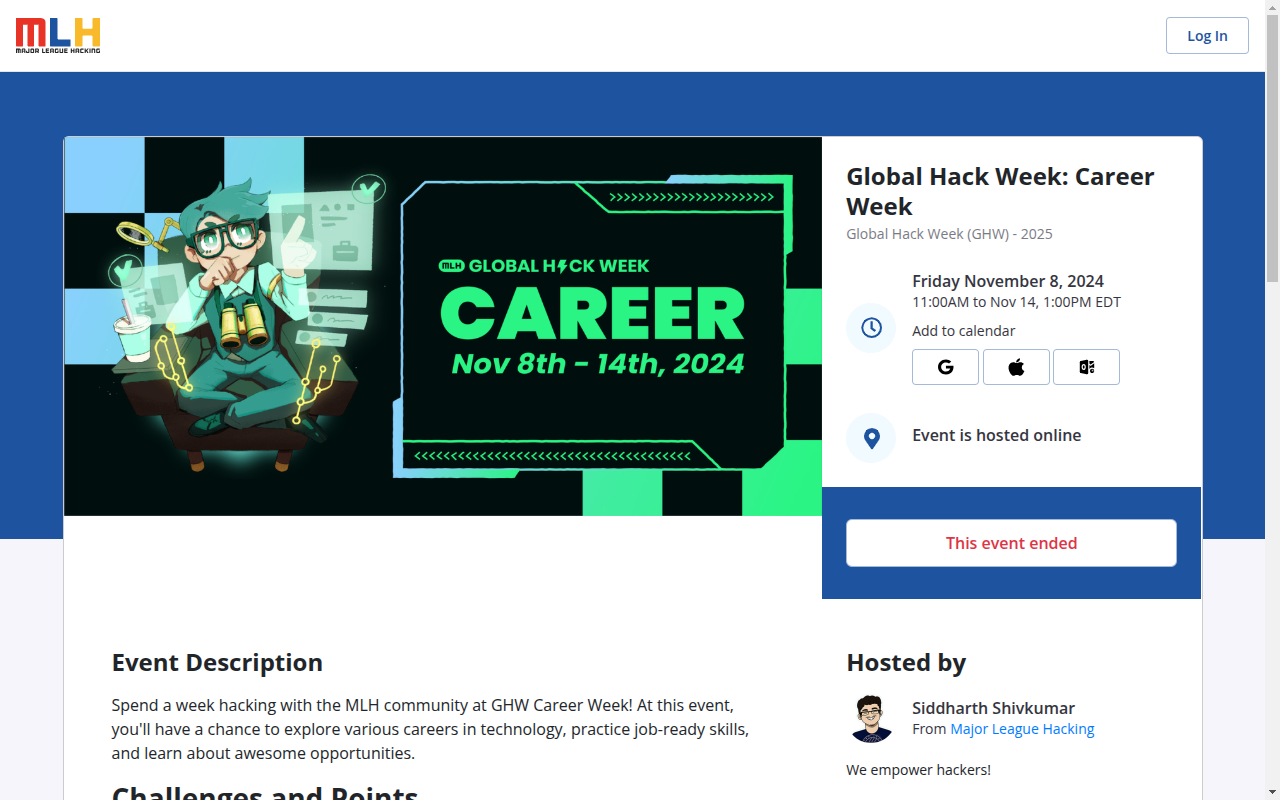 MLH
MAJOR LEAGUE HACKING
Log In
MLH GLOBAL HACK WEEK
CAREER
Nov 8th - 14th, 2024
Global Hack Week: Career
Week
Global Hack Week (GHW) - 2025
Friday November 8, 2024
11:00AM to Nov 14, 1:00PM EDT
Add to calendar
Event is hosted online
This event ended
Event Description
Spend a week hacking with the MLH community at GHW Career Week! At this event,
you'll have a chance to explore various careers in technology, practice job-ready skills,
and learn about awesome opportunities.
Challenges and Points
Hosted by
Siddharth Shivkumar
From Major League Hacking
We empower hackers!